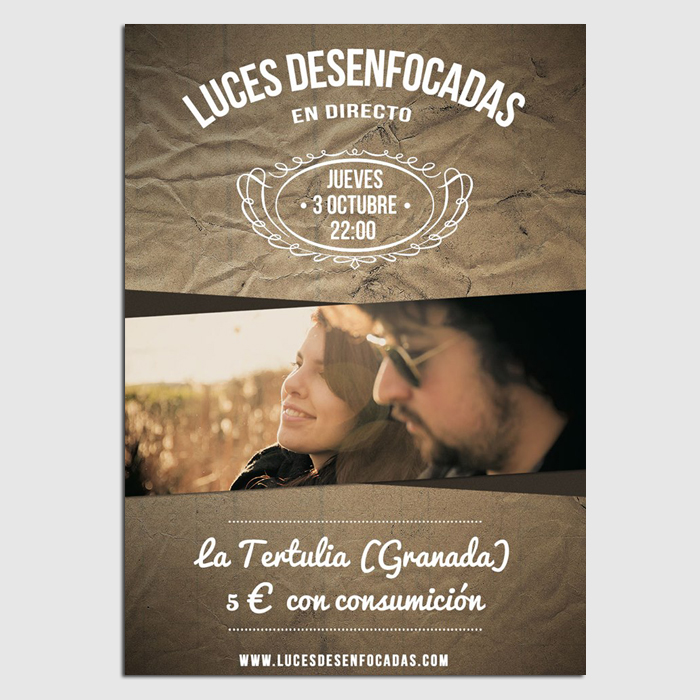 LUCES DESENFOCADAS
EN DIRECTO
JUEVES
• 3 OCTUBRE •
22:00
La Tertulia (Granada)
5 € con consumición
WWW.LUCESDESENFOCADAS.COM